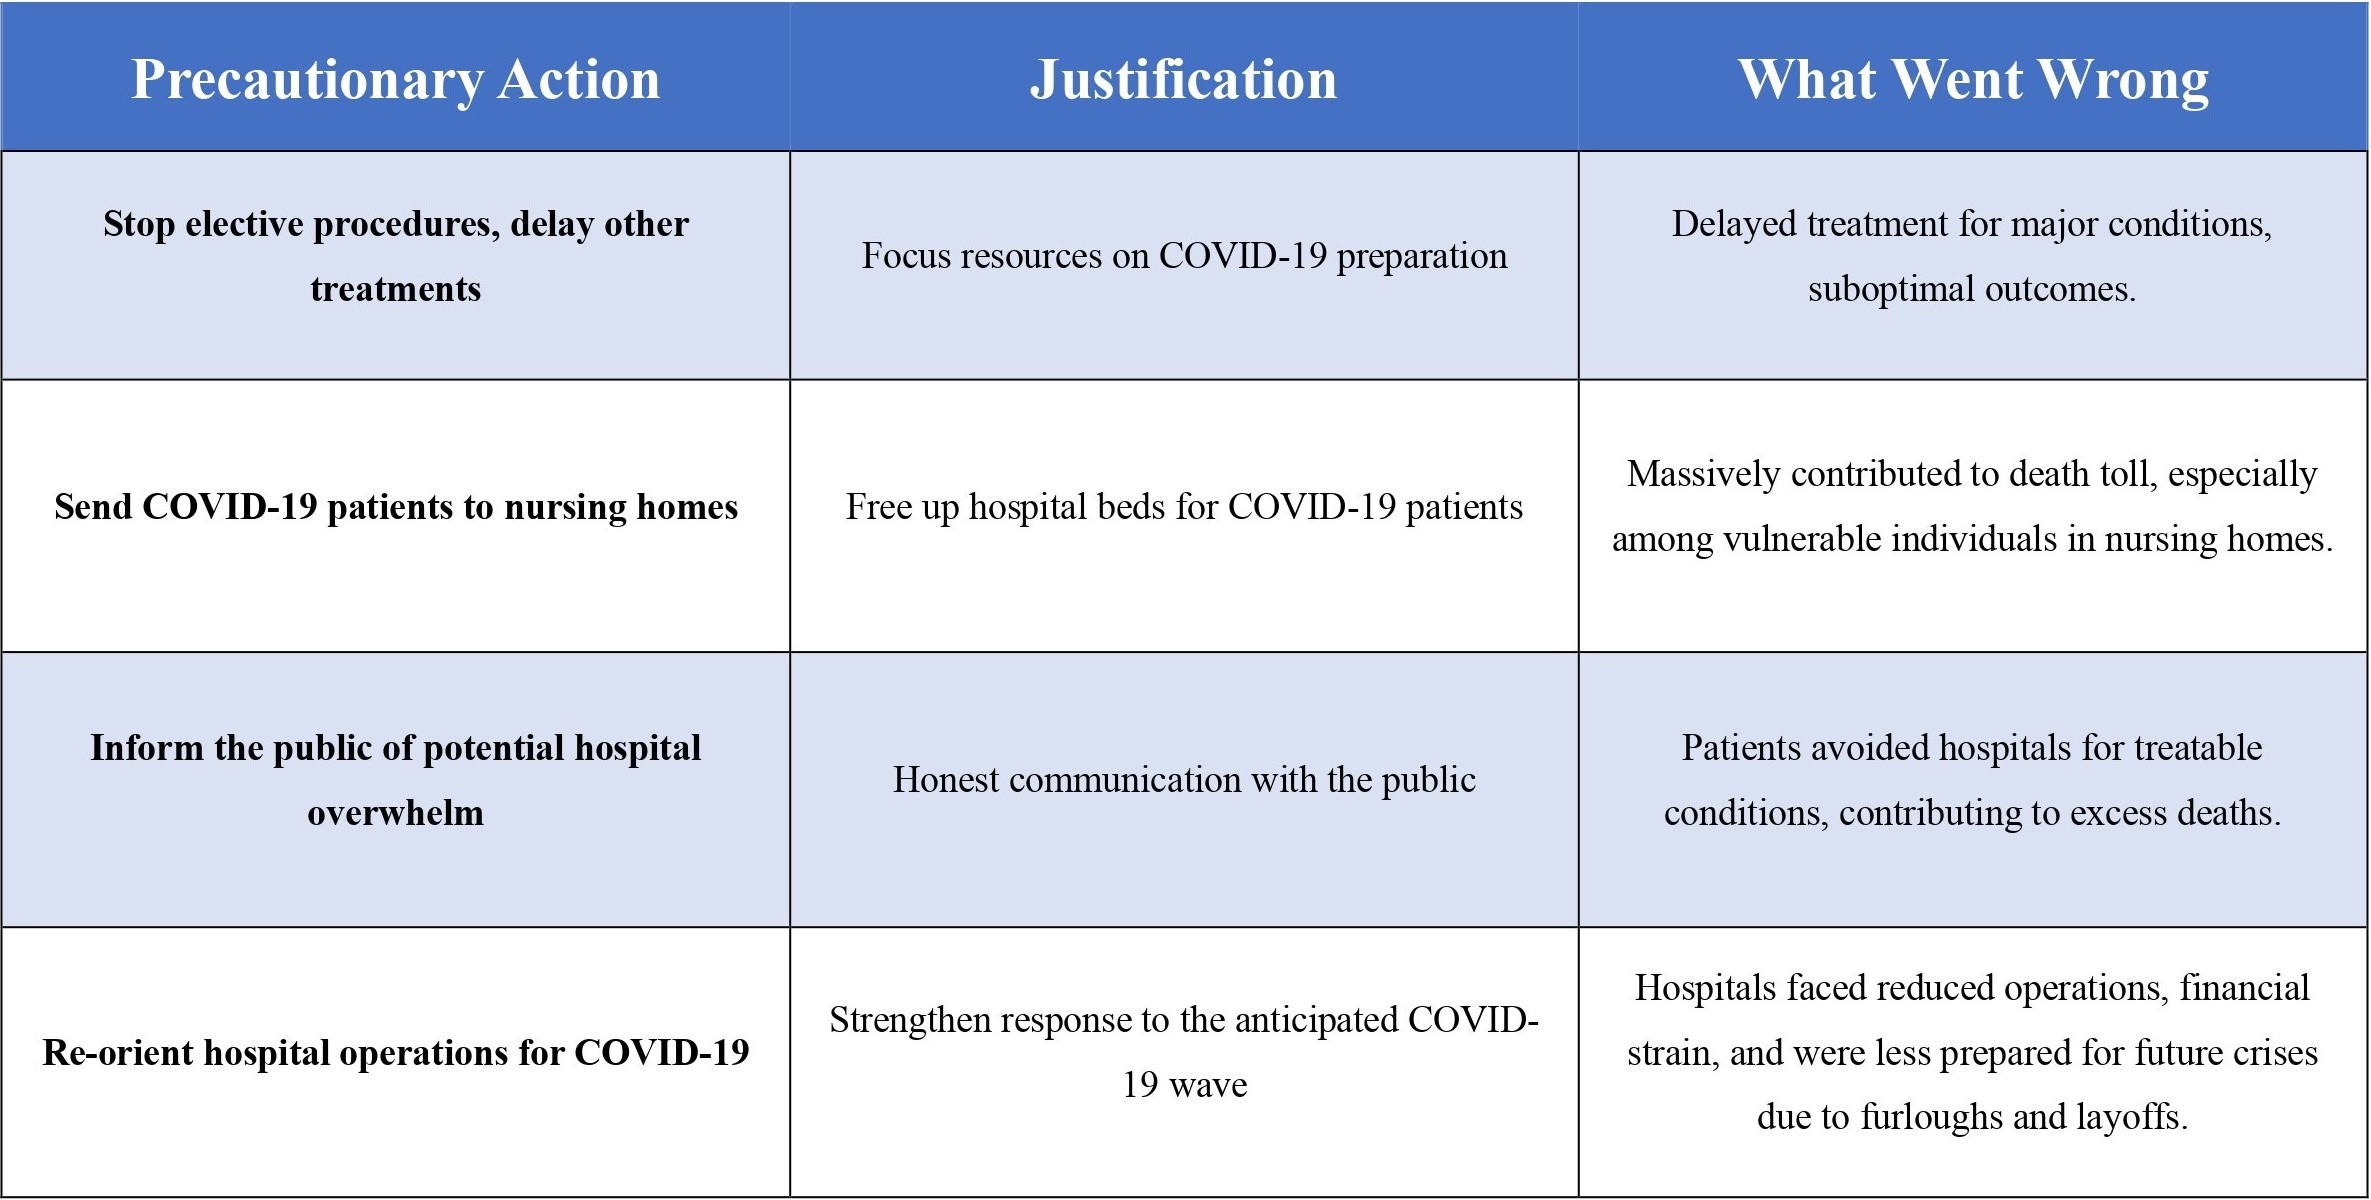 Precautionary Action
Justification
What Went Wrong
Stop elective procedures, delay other
treatments
Focus resources on COVID-19 preparation
Delayed treatment for major conditions,
suboptimal outcomes.
Send COVID-19 patients to nursing homes
Free up hospital beds for COVID-19 patients
Massively contributed to death toll, especially
among vulnerable individuals in nursing homes.
Inform the public of potential hospital
overwhelm
Honest communication with the public
Patients avoided hospitals for treatable
conditions, contributing to excess deaths.
Re-orient hospital operations for COVID-19
Strengthen response to the anticipated COVID-
19 wave
Hospitals faced reduced operations, financial
strain, and were less prepared for future crises
due to furloughs and layoffs.